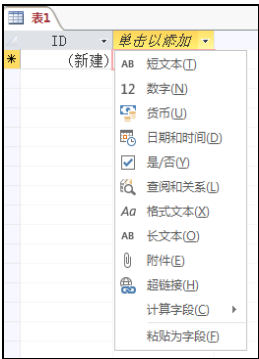 表1
ID 单击以添加
(新建)
AB 短文本(T)
12 数字(N)
货币(U)
日期和时间(D)
是/否(Y)
查阅和关系(L)
Aa 格式文本(X)
AB 长文本(O)
附件(E)
超链接(H)
计算字段(C)
粘贴为字段(F)